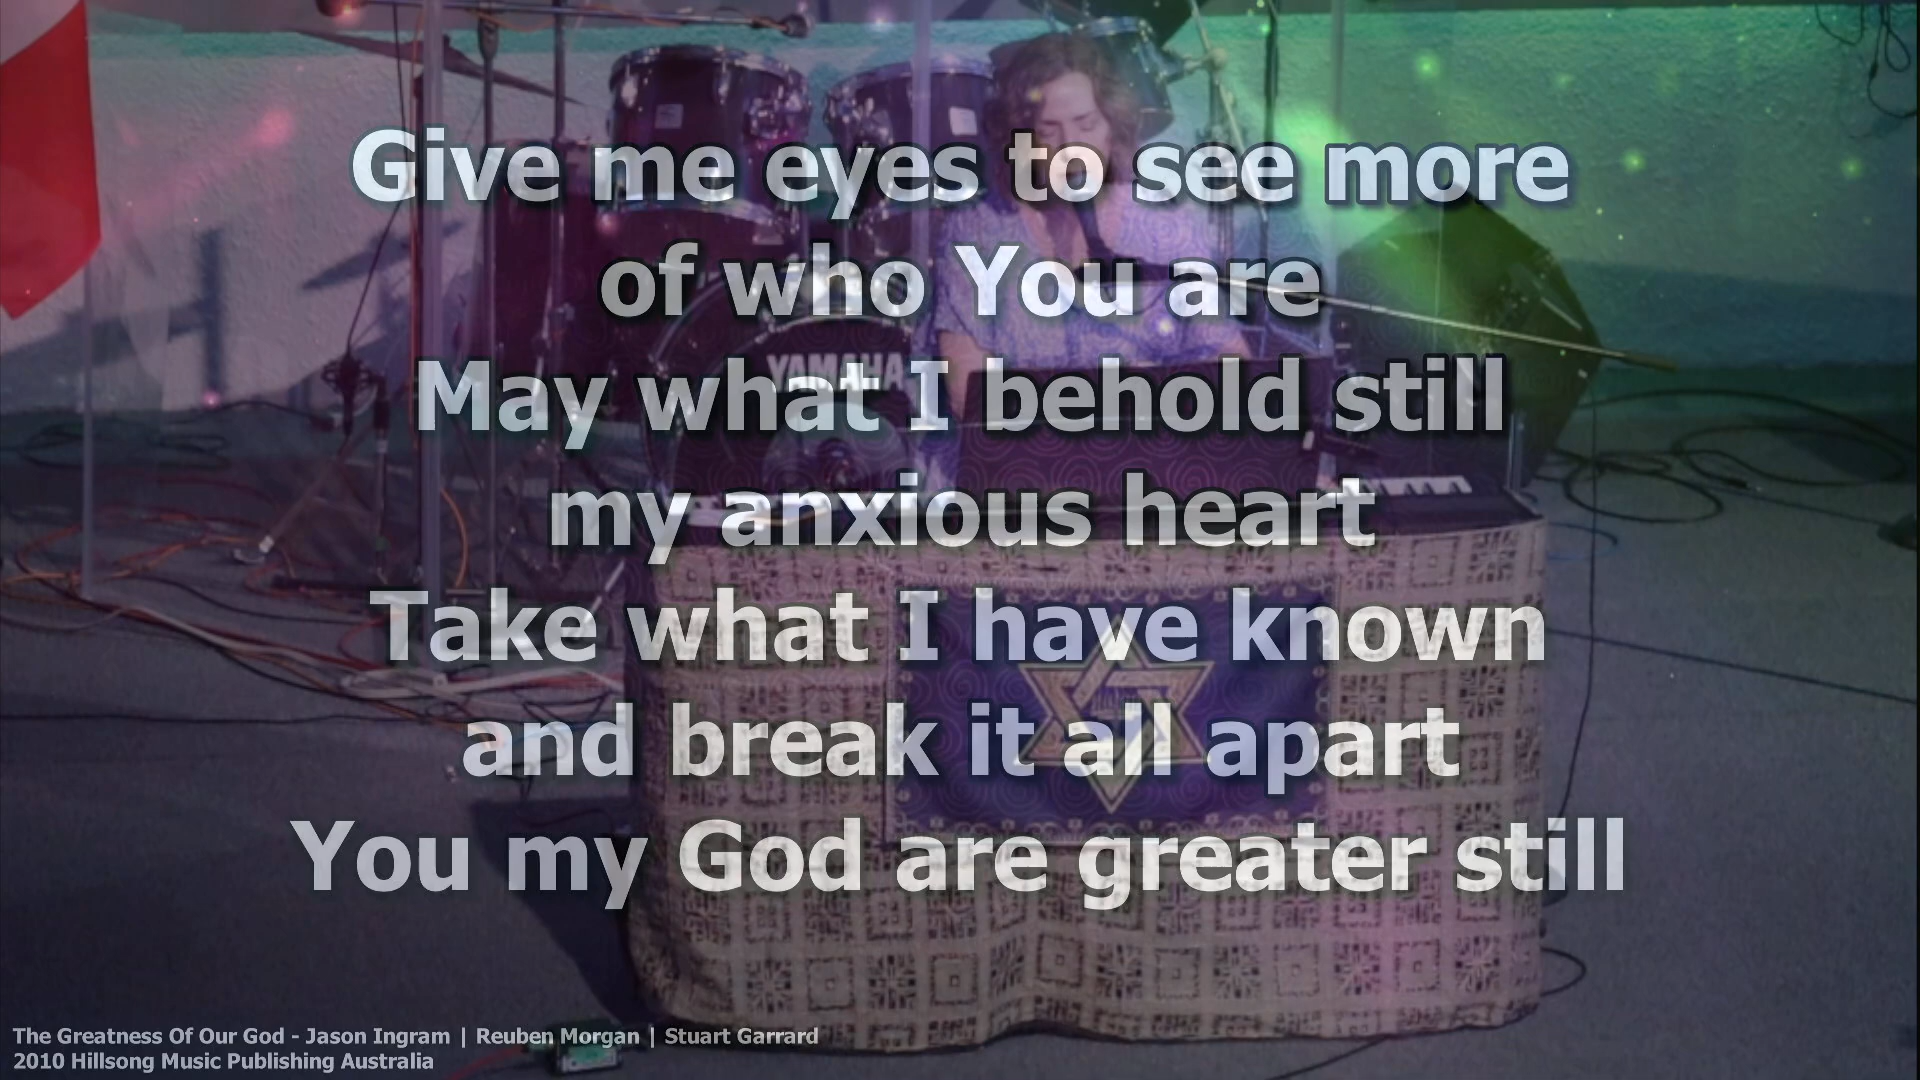 Give me eyes to see more
of who You are
May what I behold still
my anxious heart
Take what I have known
and break it all apart
You my God are greater still
YAMAHA
The Greatness Of Our God - Jason Ingram | Reuben Morgan | Stuart Garrard
2010 Hillsong Music Publishing Australia